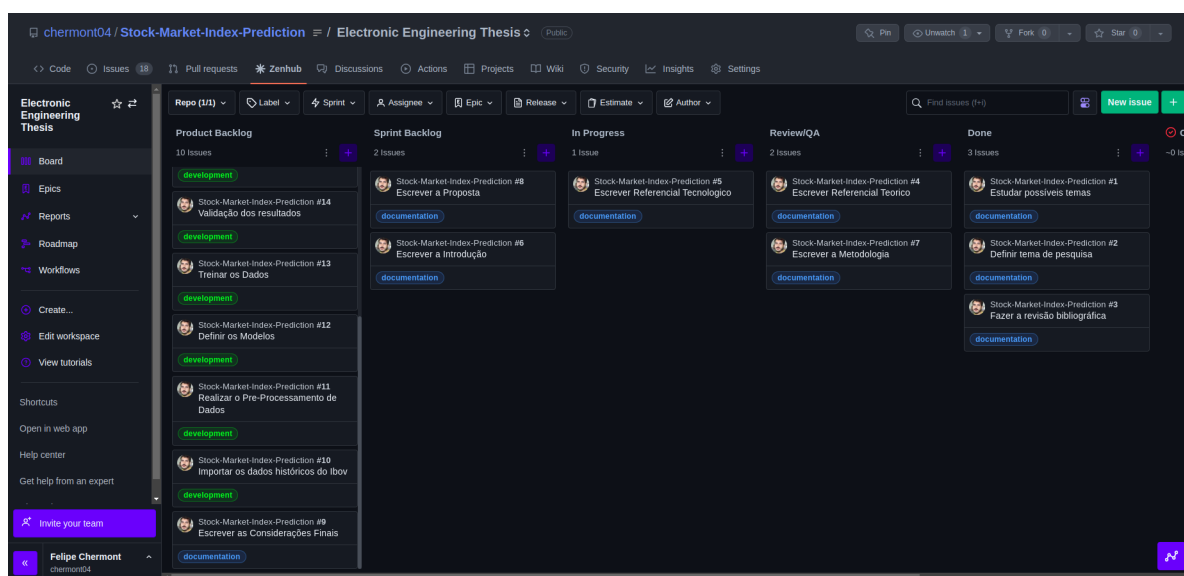 chermont04 / Stock-Market-Index-Prediction = / Electronic Engineering Thesis Public
Pin Unwatch 1 Fork 0 Star 0
Code Issues 18 Pull requests Zenhub Discussions Actions Projects Wiki Security Insights Settings
Electronic Engineering Thesis
Board
Epics
Reports
Roadmap
Workflows
Create...
Edit workspace
View tutorials
Shortcuts
Open in web app
Help center
Get help from an expert
Invite your team
Felipe Chermont
chermont04
Repo (1/1) Label Sprint Assignee Epic Release Estimate Author Find issues (f+i) New issue
Product Backlog
10 Issues
development
Stock-Market-Index-Prediction #14
Validação dos resultados
development
Stock-Market-Index-Prediction #13
Treinar os Dados
development
Stock-Market-Index-Prediction #12
Definir os Modelos
development
Stock-Market-Index-Prediction #11
Realizar o Pre-Processamento de
Dados
development
Stock-Market-Index-Prediction #10
Importar os dados históricos do Ibov
development
Stock-Market-Index-Prediction #9
Escrever as Considerações Finais
documentation
Sprint Backlog
2 Issues
Stock-Market-Index-Prediction #8
Escrever a Proposta
documentation
Stock-Market-Index-Prediction #6
Escrever a Introdução
documentation
In Progress
1 Issue
Stock-Market-Index-Prediction #5
Escrever Referencial Tecnologico
documentation
Review/QA
2 Issues
Stock-Market-Index-Prediction #4
Escrever Referencial Teorico
documentation
Stock-Market-Index-Prediction #7
Escrever a Metodologia
documentation
Done
3 Issues
Stock-Market-Index-Prediction #1
Estudar possíveis temas
documentation
Stock-Market-Index-Prediction #2
Definir tema de pesquisa
documentation
Stock-Market-Index-Prediction #3
Fazer a revisão bibliográfica
documentation